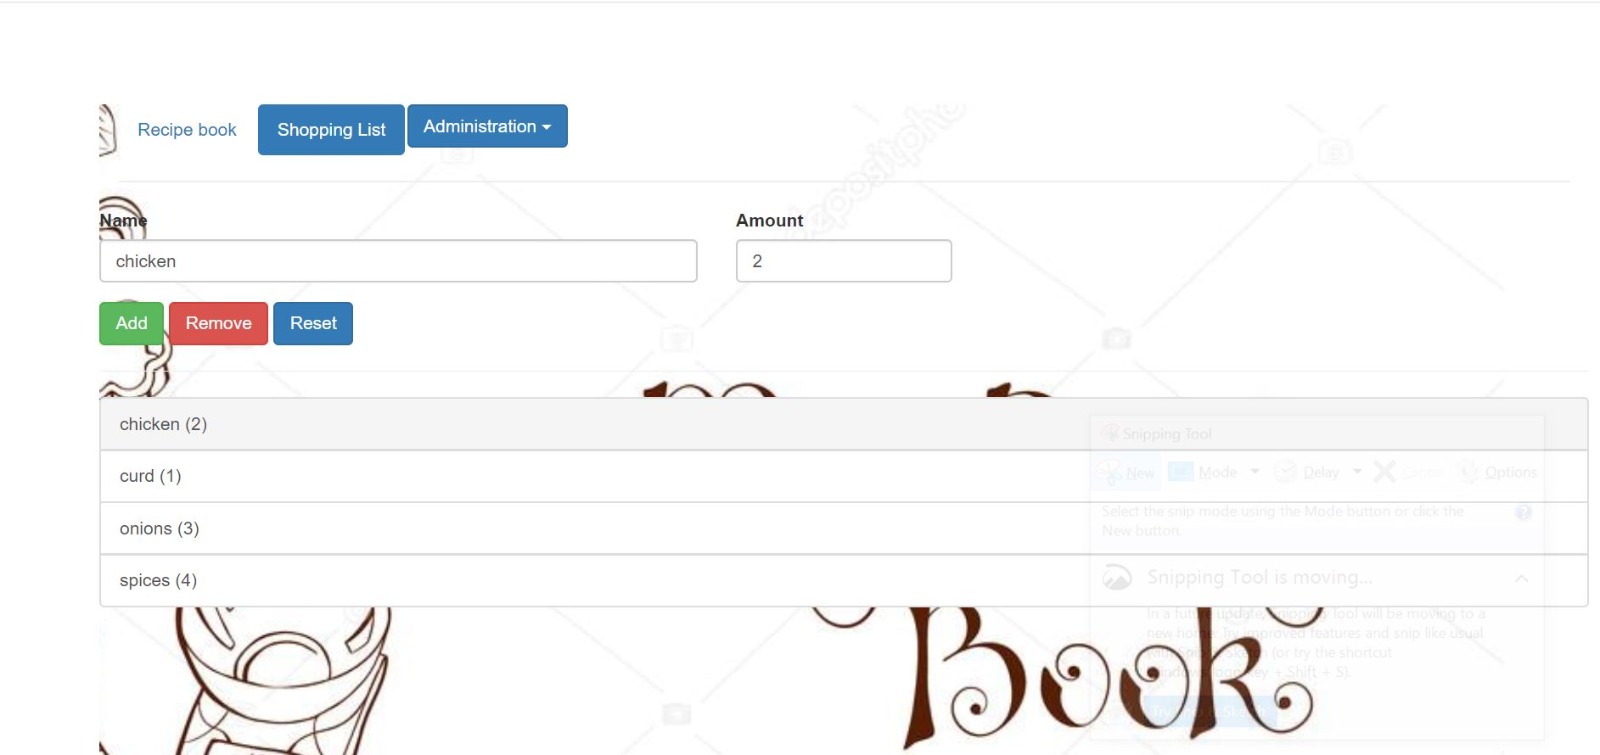 Recipe book Shopping List Administration
Name Amount
chicken 2
Add Remove Reset
chicken (2)
curd (1)
onions (3)
spices (4)
Snipping Tool
New Mode Delay Options
Select the snip mode using the Mode button or click the
New button.
Snipping Tool is moving...
In a future update, Snipping Tool will be moving to a
new home. Try improved features and snip like usual
with Snip & Sketch (or try the shortcut
Windows logo key + Shift + S).
Book